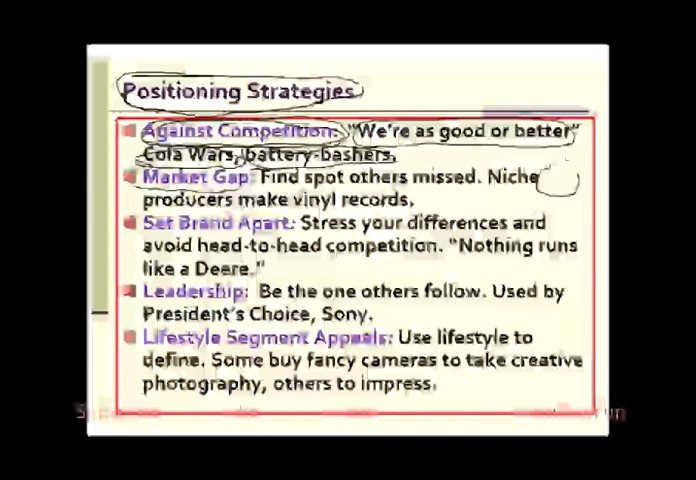 Positioning Strategies
Against Competition: "We're as good or better"
Cola Wars, battery-bashers.
Market Gap: Find spot others missed. Niche
producers make vinyl records.
Set Brand Apart: Stress your differences and
avoid head-to-head competition. "Nothing runs
like a Deere."
Leadership: Be the one others follow. Used by
President's Choice, Sony.
Lifestyle Segment Appeals: Use lifestyle to
define. Some buy fancy cameras to take creative
photography, others to impress.